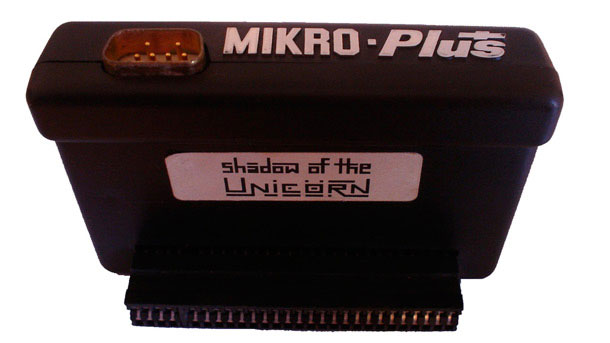 MIKRO·Plus
shadow of the
UNICORN